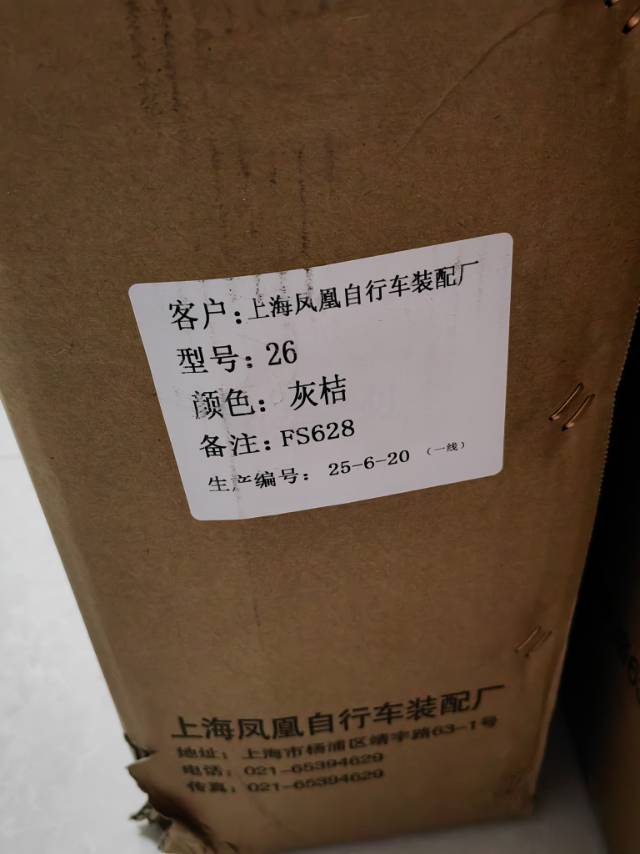 客户:上海凤凰自行车装配厂
型号:26
颜色:灰桔
备注:FS628
生产编号: 25-6-20 (一线)
上海凤凰自行车装配厂
地址: 上海市杨浦区靖宇路63-1号
电话: 021-65394629
传真: 021-65394629